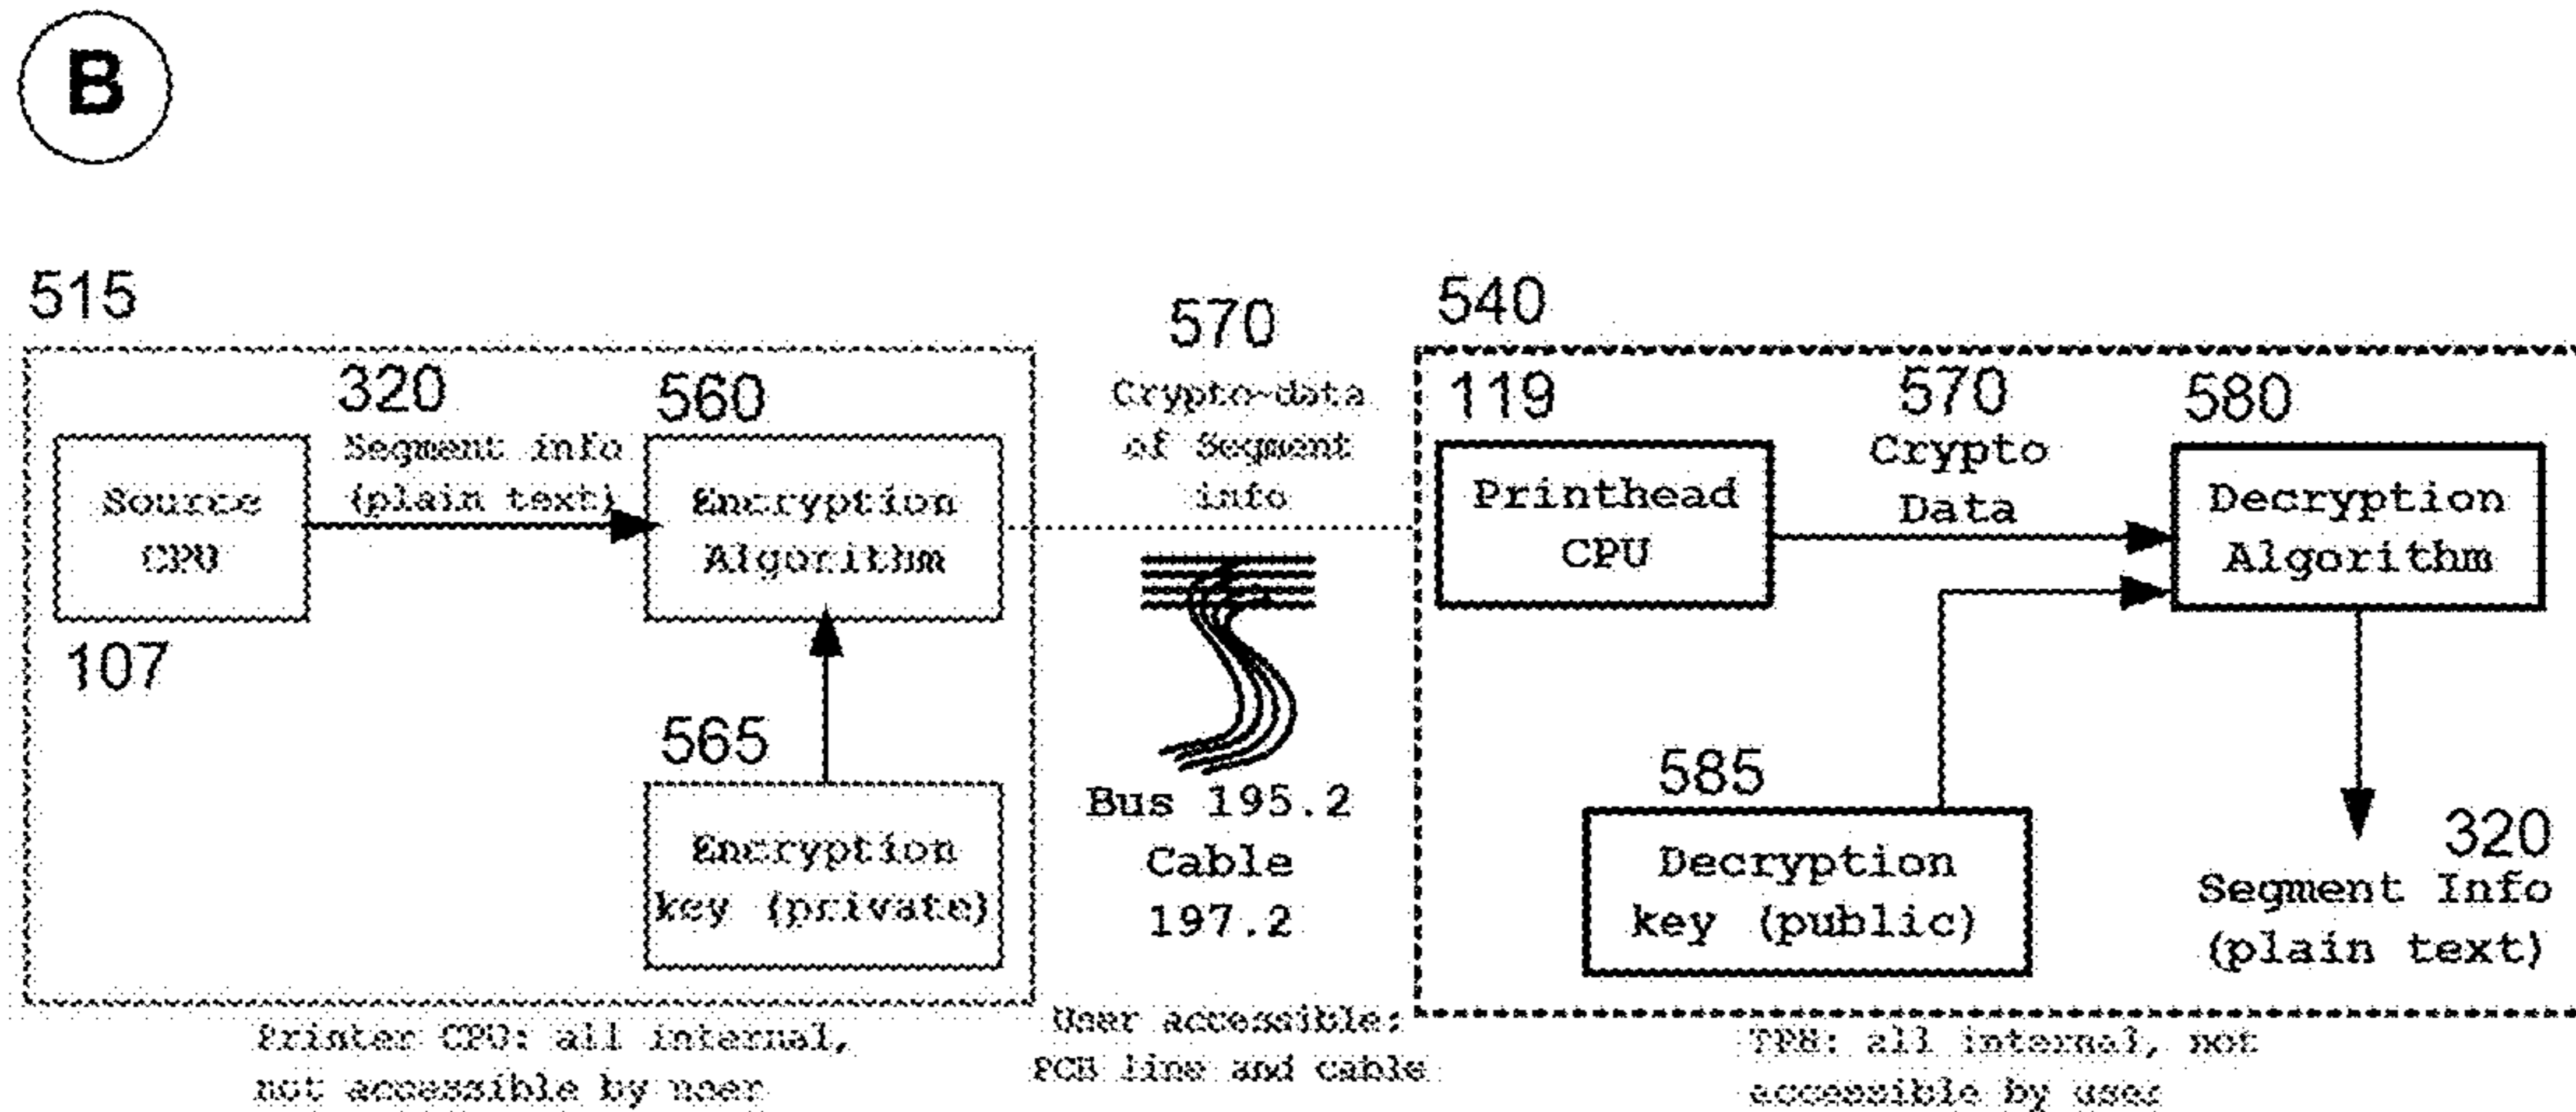 B
515
320
Segment info
(plain text)
560
Source
CPU
107
Encryption
Algorithm
565
Encryption
key (private)
Printer CPU: all internal,
not accessible by user
570
Crypto-data
of Segment
info
Bus 195.2
Cable
197.2
User accessible:
PCB line and cable
540
119
Printhead
CPU
570
Crypto
Data
580
Decryption
Algorithm
585
Decryption
key (public)
320
Segment Info
(plain text)
TPH: all internal, not
accessible by user